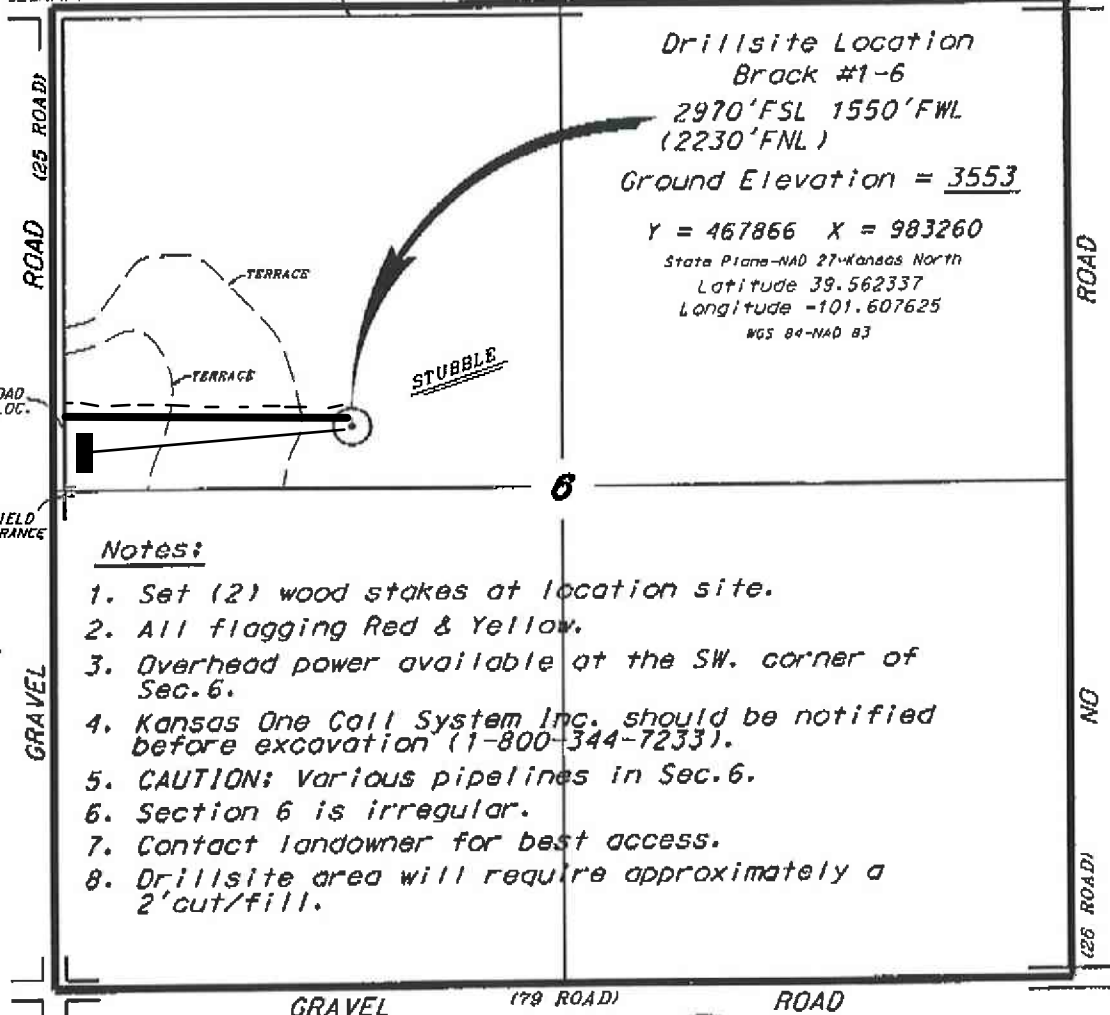 Drillsite Location
Brack #1-6
2970'FSL 1550'FWL
(2230'FNL)
Ground Elevation = 3553
Y = 467866 X = 983260
State Plane-NAD 27-Kansas North
Latitude 39.562337
Longitude -101.607625
WGS 84-NAD 83
(25 ROAD)
ROAD
ROAD
TERRACE
TERRACE
STUBBLE
OAD
LOC.
6
IELD
RANCE
Notes:
1. Set (2) wood stakes at location site.
2. All flagging Red & Yellow.
3. Overhead power available at the SW. corner of
Sec.6.
4. Kansas One Call System Inc. should be notified
before excavation (1-800-344-7233).
5. CAUTION: Various pipelines in Sec.6.
6. Section 6 is irregular.
7. Contact landowner for best access.
8. Drillsite area will require approximately a
2'cut/fill.
GRAVEL
NO
(26 ROAD)
GRAVEL (79 ROAD) ROAD